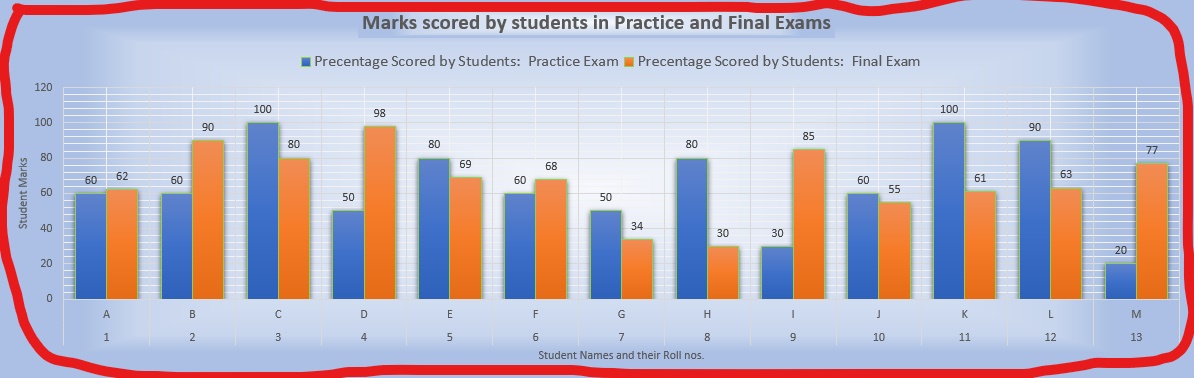 Marks scored by students in Practice and Final Exams
Precentage Scored by Students: Practice Exam Precentage Scored by Students: Final Exam
120
100
80
60
40
20
0
Student Marks
60 62 60 90 100 80 50 98 80 69 60 68 50 34 80 30 30 85 60 55 100 61 90 63 20 77
A B C D E F G H I J K L M
1 2 3 4 5 6 7 8 9 10 11 12 13
Student Names and their Roll nos.